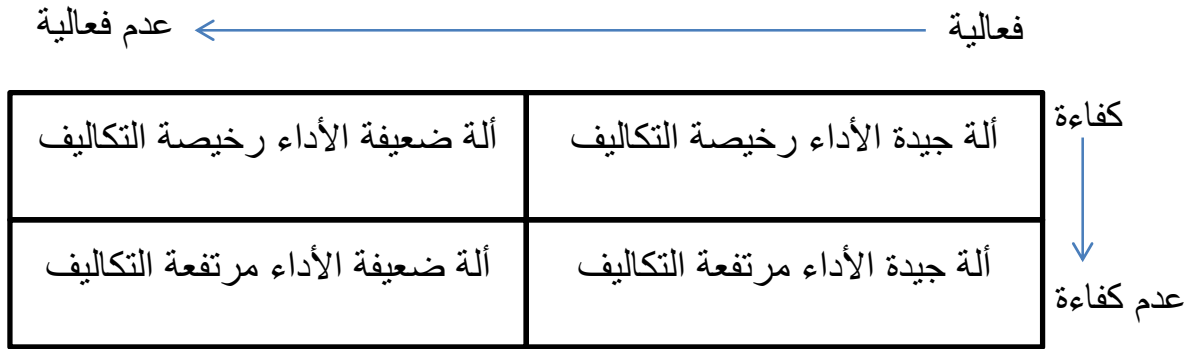 فعالية
عدم فعالية
كفاءة
ألة جيدة الأداء رخيصة التكاليف
ألة ضعيفة الأداء رخيصة التكاليف
ألة جيدة الأداء مرتفعة التكاليف
ألة ضعيفة الأداء مرتفعة التكاليف
عدم كفاءة